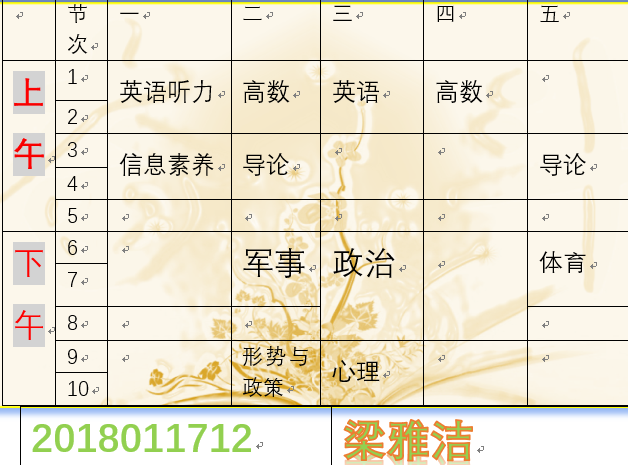 节次 一 二 三 四 五
上午
1 英语听力 高数 英语 高数
2
3 信息素养 导论 导论
4
5
下午
6 军事 政治 体育
7
8
9 形势与政策 心理
10
2018011712 梁雅洁